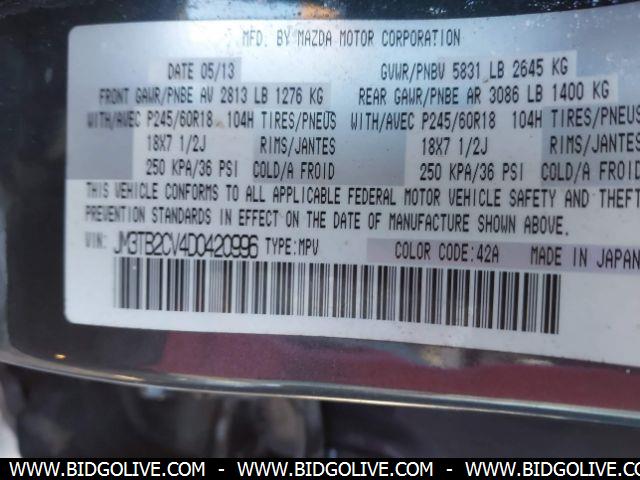 MFD. BY MAZDA MOTOR CORPORATION
DATE 05/13 GVWR/PNBV 5831 LB 2645 KG
FRONT GAWR/PNBE AV 2813 LB 1276 KG REAR GAWR/PNBE AR 3086 LB 1400 KG
WITH/AVEC P245/60R18 104H TIRES/PNEUS WITH/AVEC P245/60R18 104H TIRES/PNEUS
18X7 1/2J RIMS/JANTES 18X7 1/2J RIMS/JANTES
250 KPA/36 PSI COLD/A FROID 250 KPA/36 PSI COLD/A FROID
THIS VEHICLE CONFORMS TO ALL APPLICABLE FEDERAL MOTOR VEHICLE SAFETY AND THEFT
PREVENTION STANDARDS IN EFFECT ON THE DATE OF MANUFACTURE SHOWN ABOVE.
VIN: JM3TB2CV4D0420996 TYPE:MPV COLOR CODE:42A MADE IN JAPAN
WWW.BIDGOLIVE.COM - WWW.BIDGOLIVE.COM - WWW.BIDGOLIVE.COM